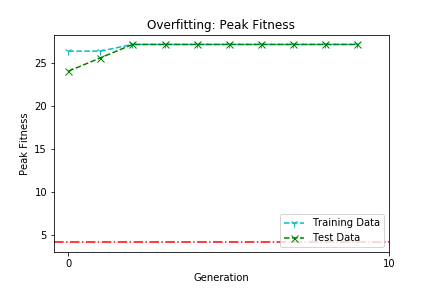 Overfitting: Peak Fitness
Peak Fitness
25
20
15
10
5
0
10
Generation
Training Data
Test Data